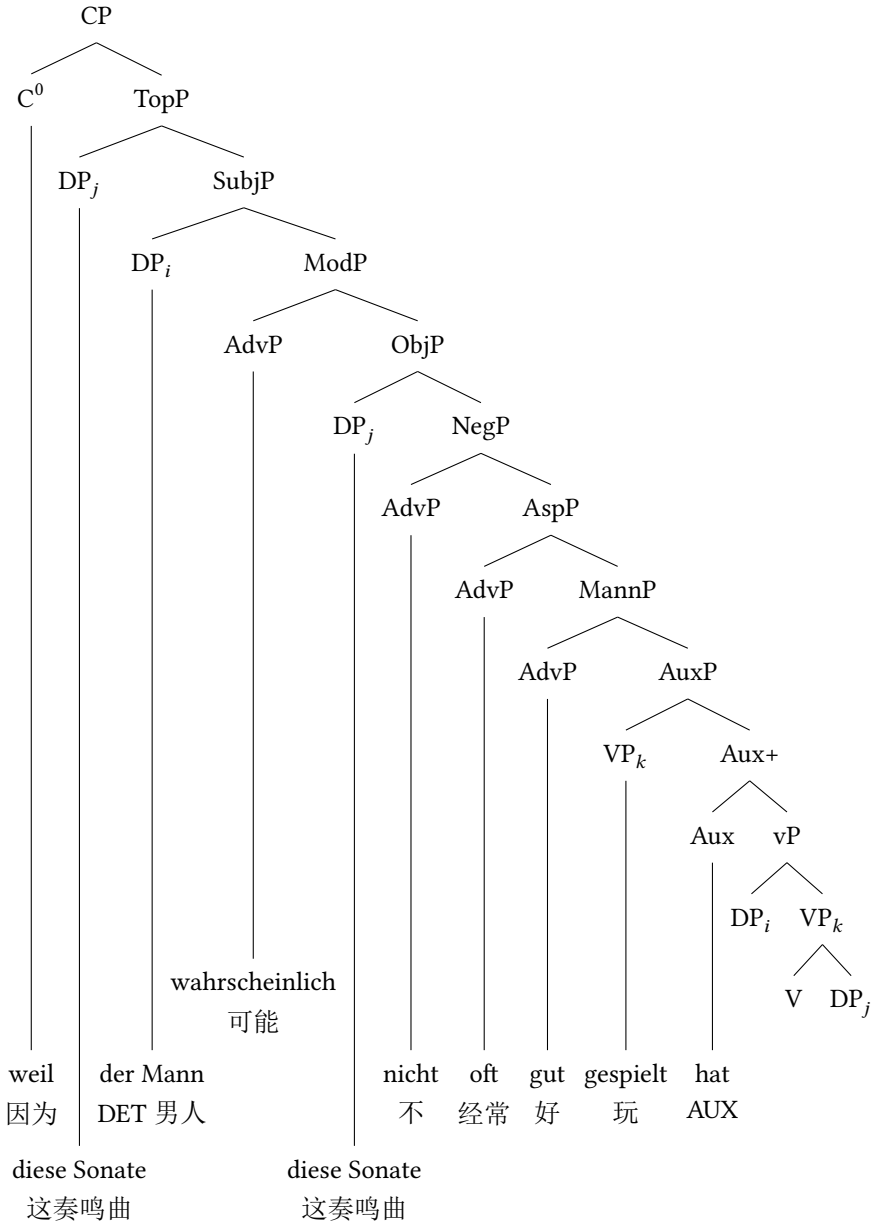 CP
C⁰ TopP
DPⱼ SubjP
DPᵢ ModP
AdvP ObjP
DPⱼ NegP
AdvP AspP
AdvP MannP
AdvP AuxP
VPₖ Aux+
Aux vP
DPᵢ VPₖ
wahrscheinlich V DPⱼ
可能
weil der Mann nicht oft gut gespielt hat
因为 DET 男人 不 经常 好 玩 AUX
diese Sonate diese Sonate
这奏鸣曲 这奏鸣曲